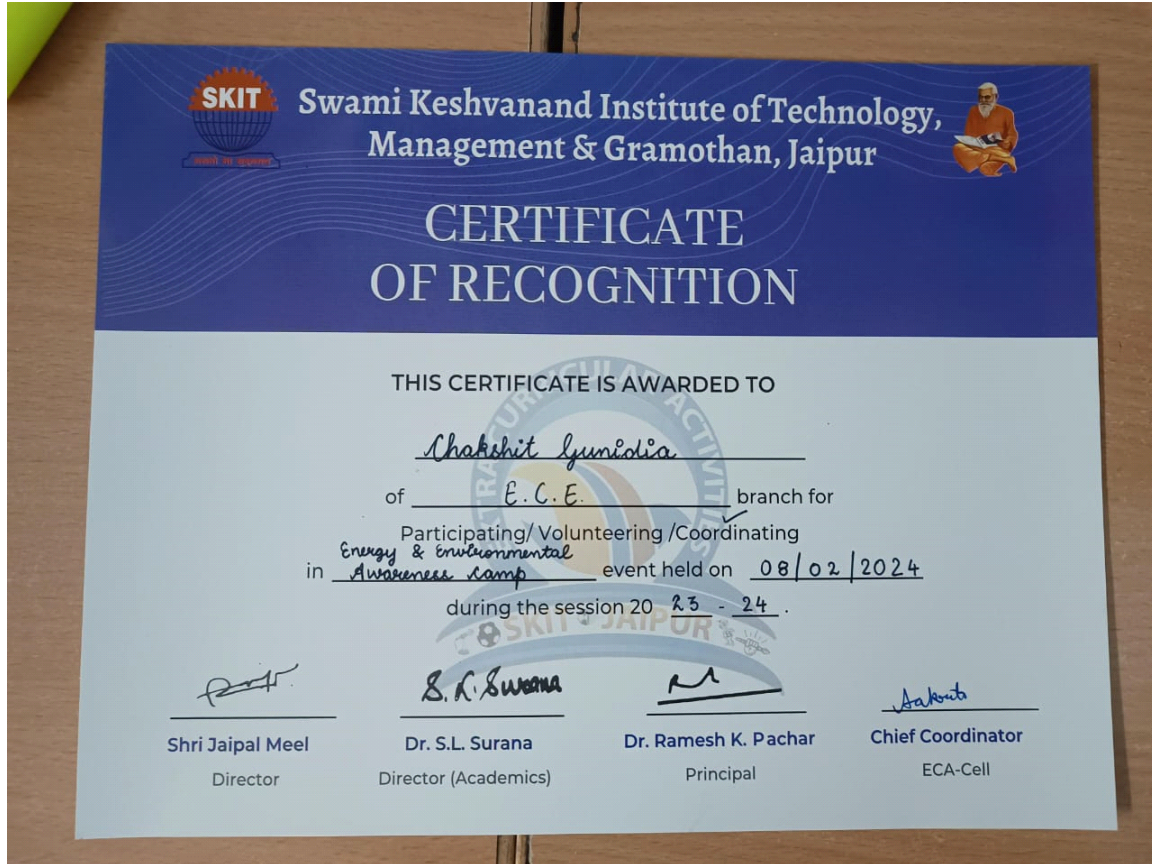 SKIT
Swami Keshvanand Institute of Technology,
Management & Gramothan, Jaipur
CERTIFICATE
OF RECOGNITION
THIS CERTIFICATE IS AWARDED TO
Chakshit Gunidia
of E.C.E. branch for
Participating/ Volunteering /Coordinating
Energy & Environmental
in Awareness camp event held on 08/02/2024
during the session 20 23 - 24 .
EXTRACURRICULAR ACTIVITIES
SKIT JAIPUR
S.L. Surana
Shri Jaipal Meel Dr. S.L. Surana Dr. Ramesh K. Pachar Chief Coordinator
Director Director (Academics) Principal ECA-Cell